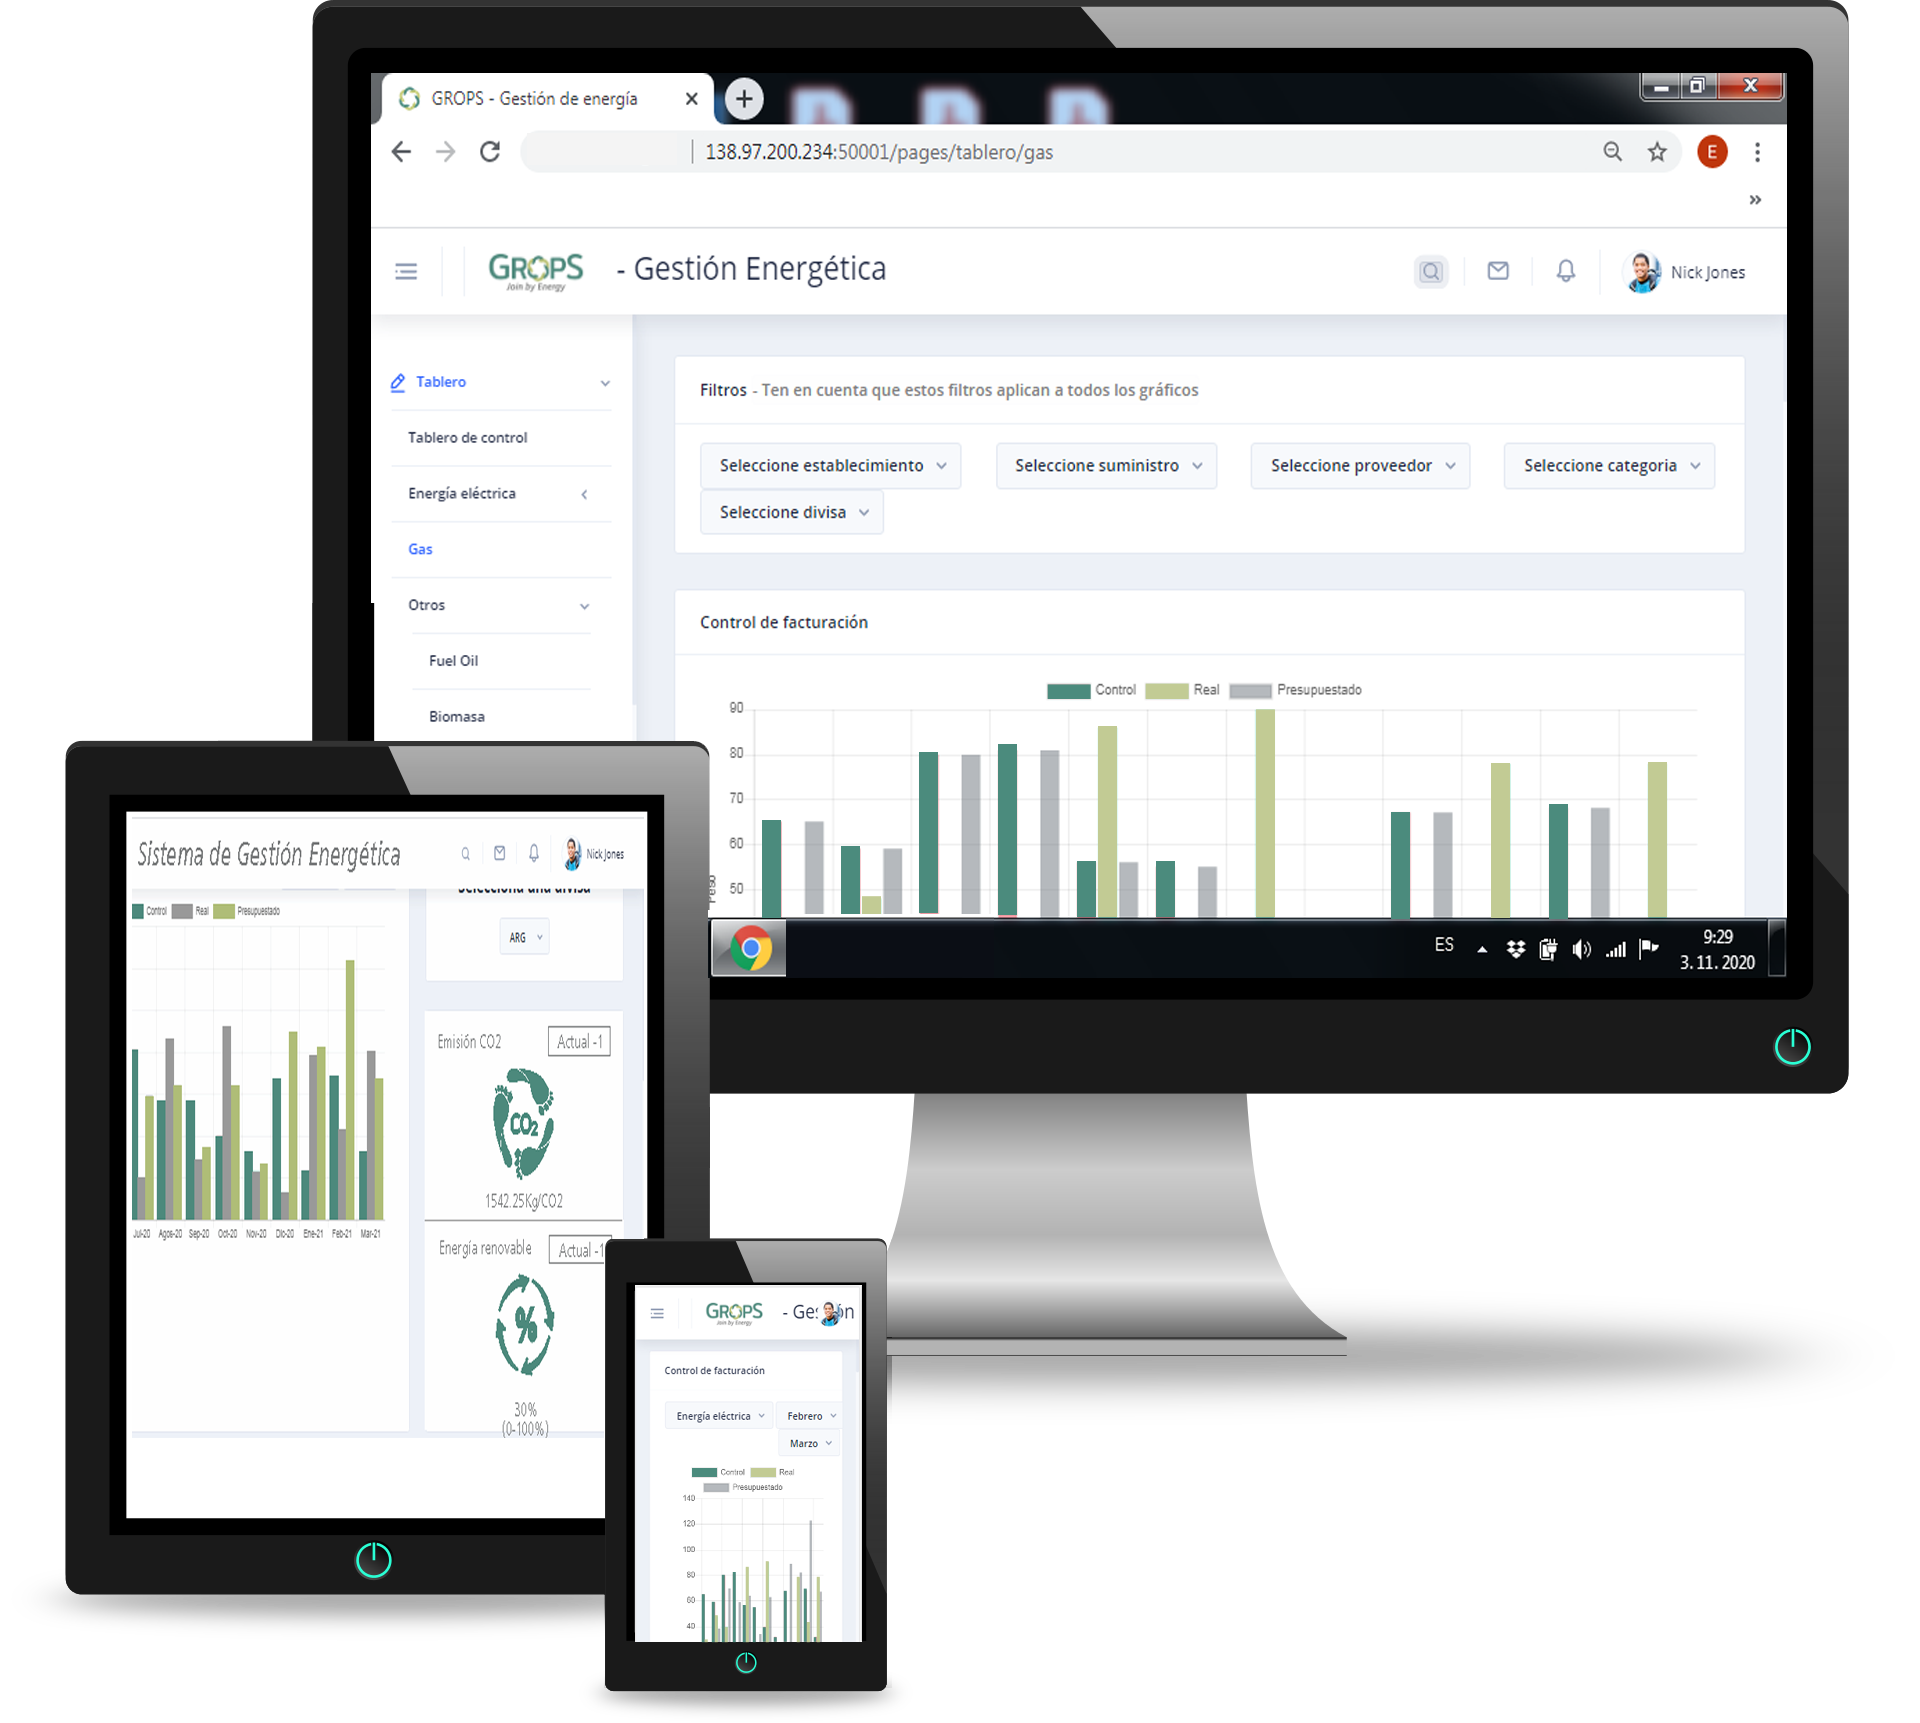 GROPS - Gestión de energía
138.97.200.234:50001/pages/tablero/gas
E
»
GROPS
Join by Energy
- Gestión Energética
Nick Jones
Tablero
Tablero de control
Energía eléctrica
Gas
Otros
Fuel Oil
Biomasa
Filtros - Ten en cuenta que estos filtros aplican a todos los gráficos
Seleccione establecimiento
Seleccione suministro
Seleccione proveedor
Seleccione categoria
Seleccione divisa
Control de facturación
Control
Real
Presupuestado
90
80
70
60
50
Peso
ES
9:29
3. 11. 2020
Sistema de Gestión Energética
Nick Jones
Selecciona una divisa
ARG
Control
Real
Presupuestado
Jul-20
Agos-20
Sep-20
Oct-20
Nov-20
Dic-20
Ene-21
Feb-21
Mar-21
Emisión CO2
Actual -1
CO2
1542.25Kg/CO2
Energía renovable
Actual -1
%
30%
(0-100%)
GROPS
Join by Energy
Control de facturación
Energía eléctrica
Febrero
Marzo
Control
Real
Presupuestado
140
120
100
80
60
40